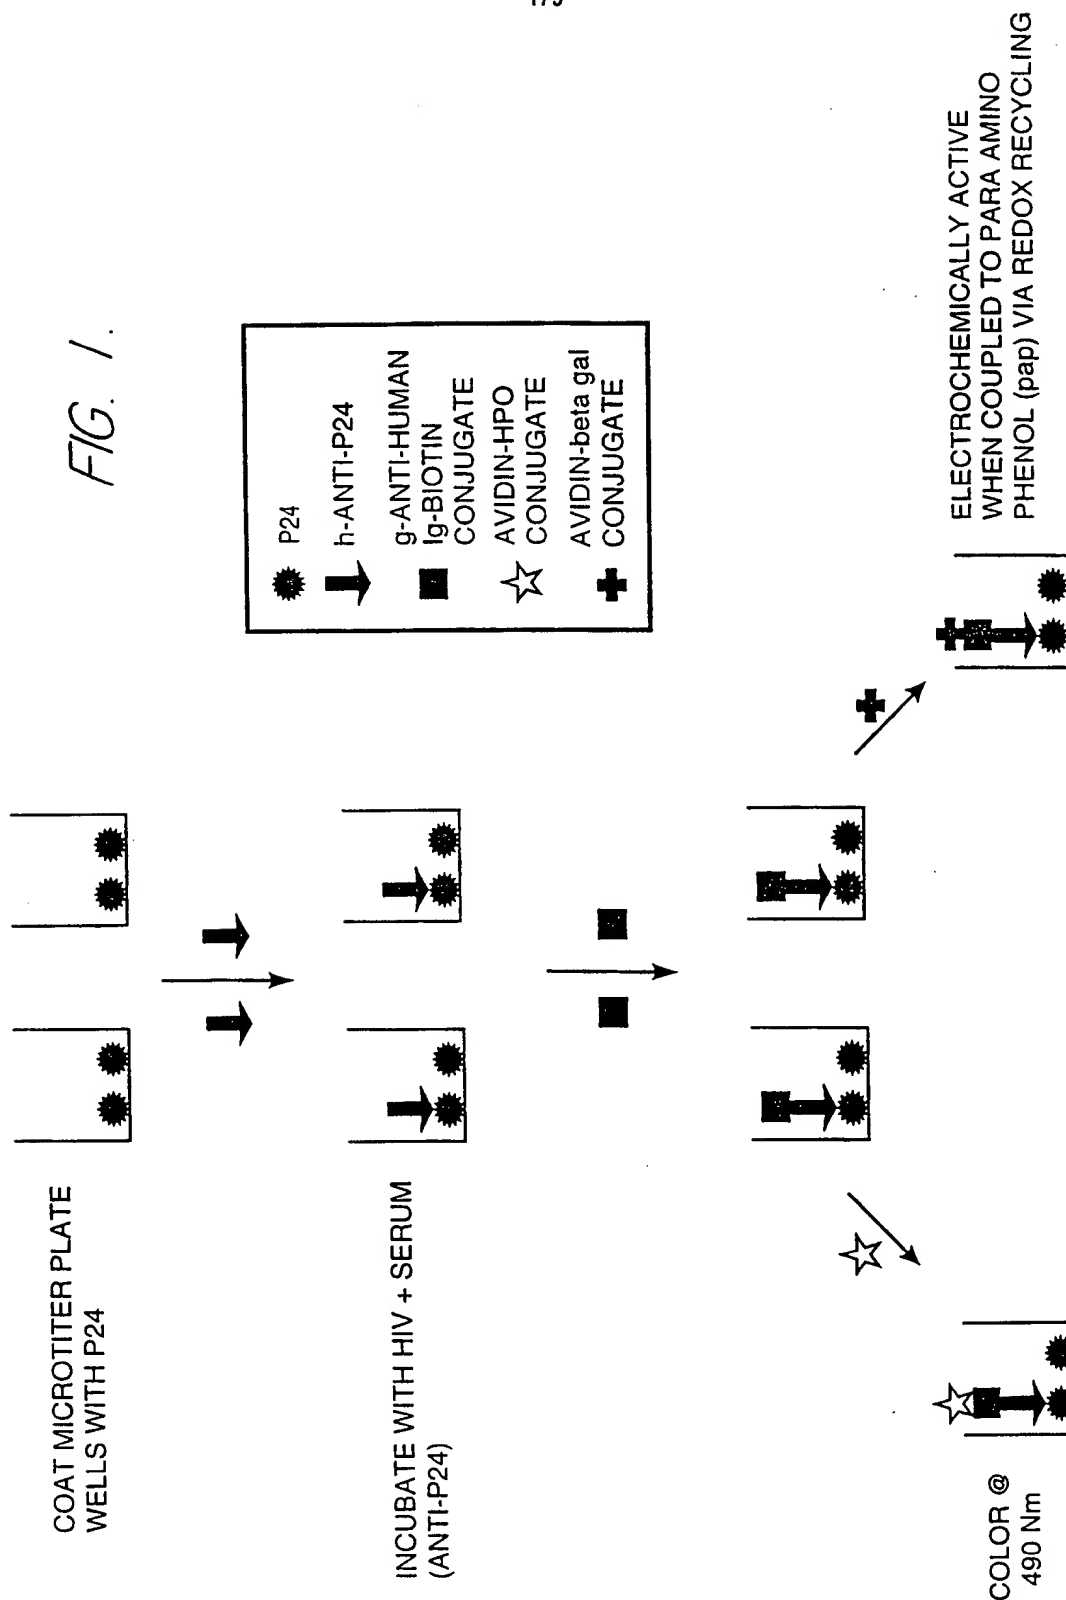 FIG. 1.
COAT MICROTITER PLATE
WELLS WITH P24
P24
h-ANTI-P24
g-ANTI-HUMAN
Ig-BIOTIN
CONJUGATE
AVIDIN-HPO
CONJUGATE
AVIDIN-beta gal
CONJUGATE
INCUBATE WITH HIV + SERUM
(ANTI-P24)
COLOR @
490 Nm
ELECTROCHEMICALLY ACTIVE
WHEN COUPLED TO PARA AMINO
PHENOL (pap) VIA REDOX RECYCLING